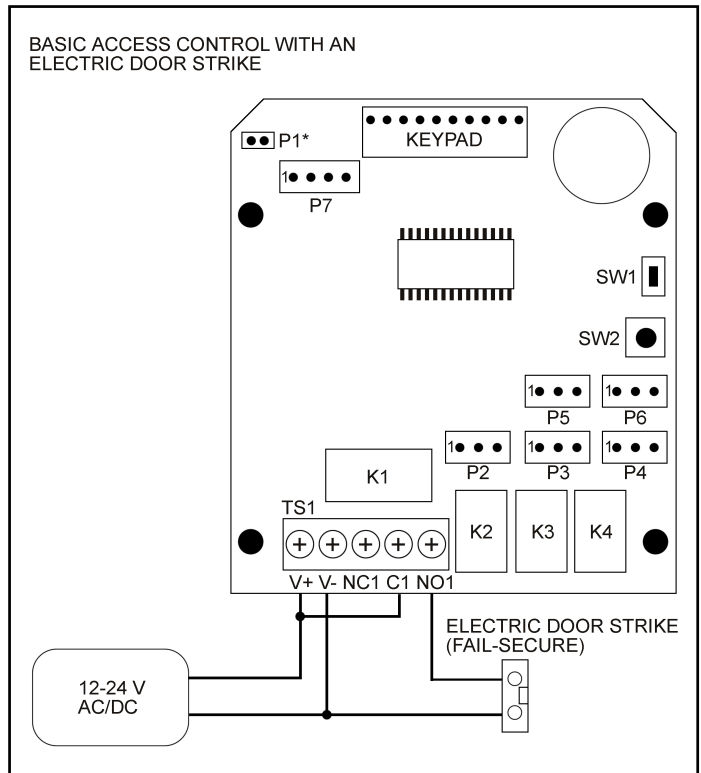 BASIC ACCESS CONTROL WITH AN
ELECTRIC DOOR STRIKE
P1*
KEYPAD
1
P7
SW1
SW2
1
1
P5
P6
1
1
1
P2
P3
P4
K1
TS1
K2
K3
K4
V+ V- NC1 C1 NO1
ELECTRIC DOOR STRIKE
(FAIL-SECURE)
12-24 V
AC/DC